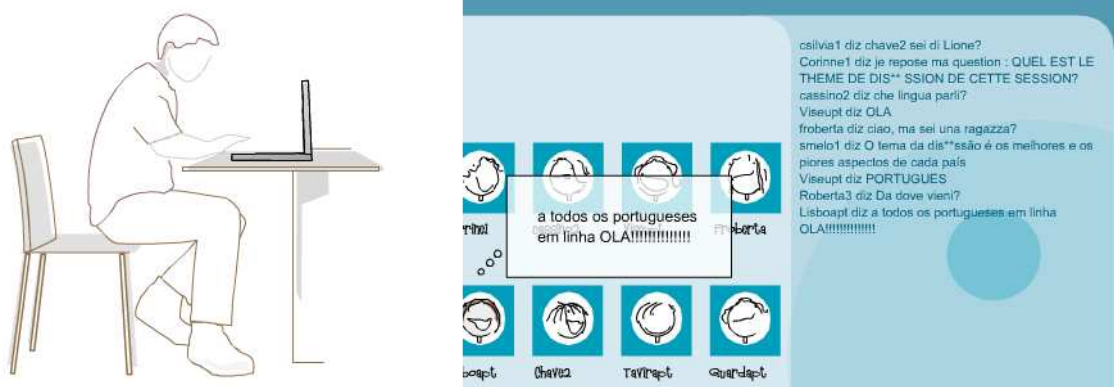 csilvia1 diz chave2 sei di Lione?
Corinne1 diz je repose ma question : QUEL EST LE
THEME DE DIS** SSION DE CETTE SESSION?
cassino2 diz che lingua parli?
Viseupt diz OLA
froberta diz ciao, ma sei una ragazza?
smelo1 diz O tema da dis**ssão é os melhores e os
piores aspectos de cada país
Viseupt diz PORTUGUES
Roberta3 diz Da dove vieni?
Lisboapt diz a todos os portugueses em linha
OLA!!!!!!!!!!!!!!
a todos os portugueses
em linha OLA!!!!!!!!!!!!!!
cassino2
Froberta
boapt Chave2 Tavirapt Guardapt